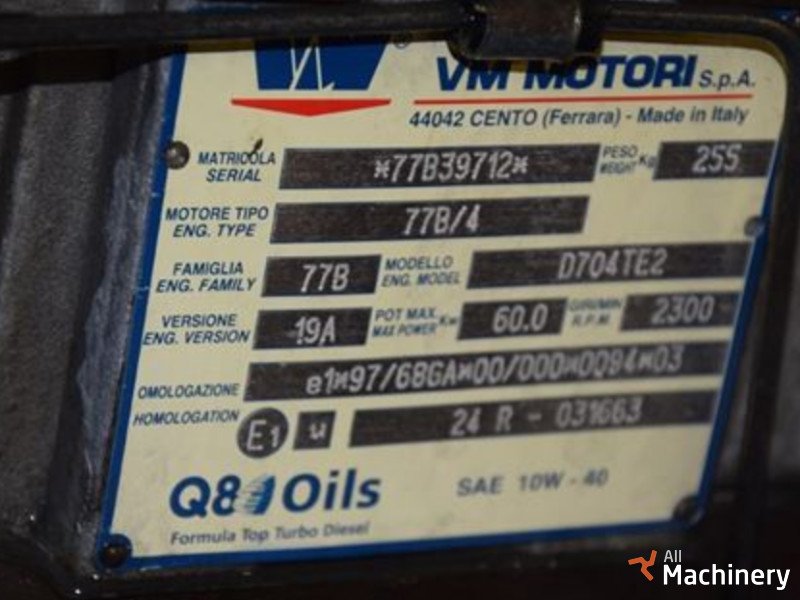 VM MOTORI S.p.A.
44042 CENTO (Ferrara) - Made in Italy
MATRICOLA SERIAL *77B39712* PESO WEIGHT Kg 255
MOTORE TIPO ENG. TYPE 77B/4
FAMIGLIA ENG. FAMILY 77B MODELLO ENG. MODEL D704TE2
VERSIONE ENG. VERSION 19A POT MAX. MAX POWER Kw 60.0 GIRI/MIN R.P.M 2300
OMOLOGAZIONE HOMOLOGATION e1*97/68GA*00/000*0094*03
E1 u 24 R - 031663
Q8 Oils SAE 10W - 40
Formula Top Turbo Diesel
All Machinery